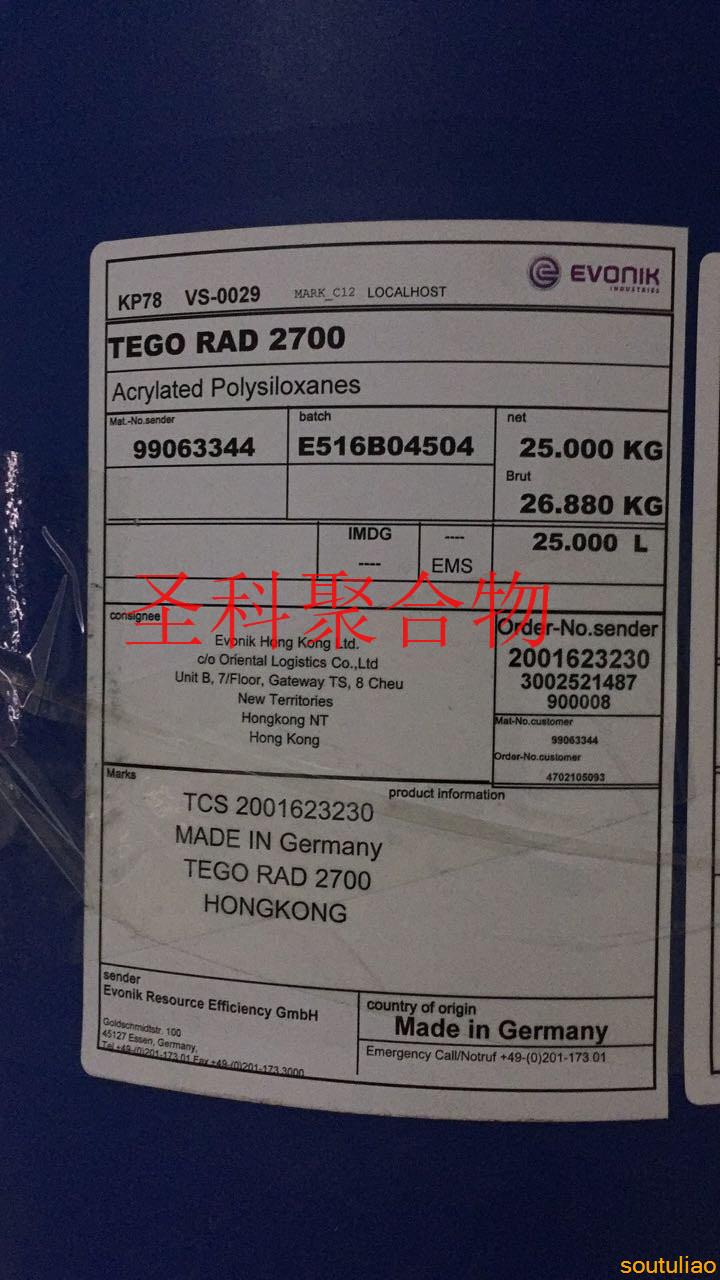 KP78 VS-0029 MARK_C12 LOCALHOST
EVONIK
INDUSTRIES
TEGO RAD 2700
Acrylated Polysiloxanes
Mat.-No.sender
99063344
batch
E516B04504
net
25.000 KG
Brut
26.880 KG
IMDG
----
----
EMS
25.000 L
圣科聚合物
consignee
Evonik Hong Kong Ltd.
c/o Oriental Logistics Co.,Ltd
Unit B, 7/Floor, Gateway TS, 8 Cheu
New Territories
Hongkong NT
Hong Kong
Order-No.sender
2001623230
3002521487
900008
Mat-No.customer
99063344
Order-No.customer
4702105093
Marks
product information
TCS 2001623230
MADE IN Germany
TEGO RAD 2700
HONGKONG
sender
Evonik Resource Efficiency GmbH
Goldschmidtstr. 100
45127 Essen, Germany,
Tel +49-(0)201-173.01 Fax +49-(0)201-173.3000
country of origin
Made in Germany
Emergency Call/Notruf +49-(0)201-173 01
soutuliao